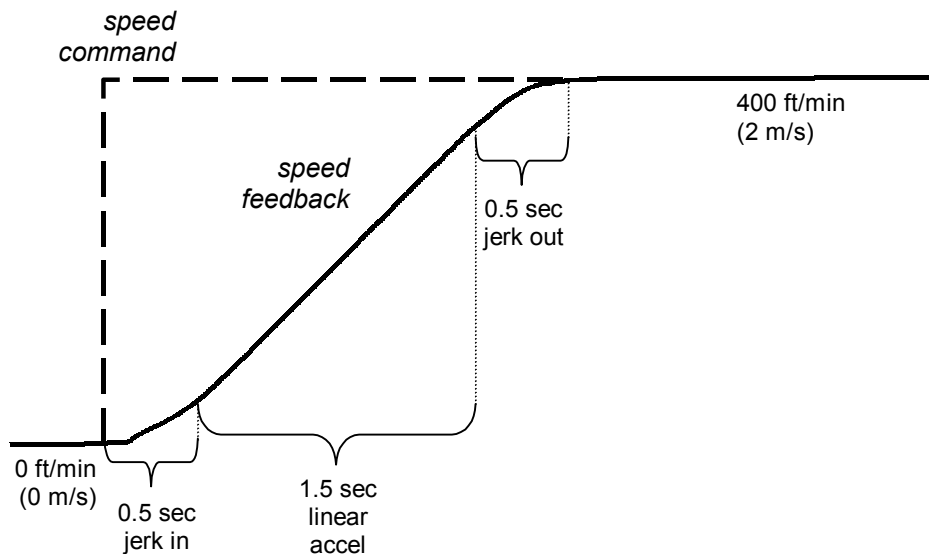 speed
command
400 ft/min
(2 m/s)
speed
feedback
0.5 sec
jerk out
0 ft/min
(0 m/s)
0.5 sec
jerk in
1.5 sec
linear
accel